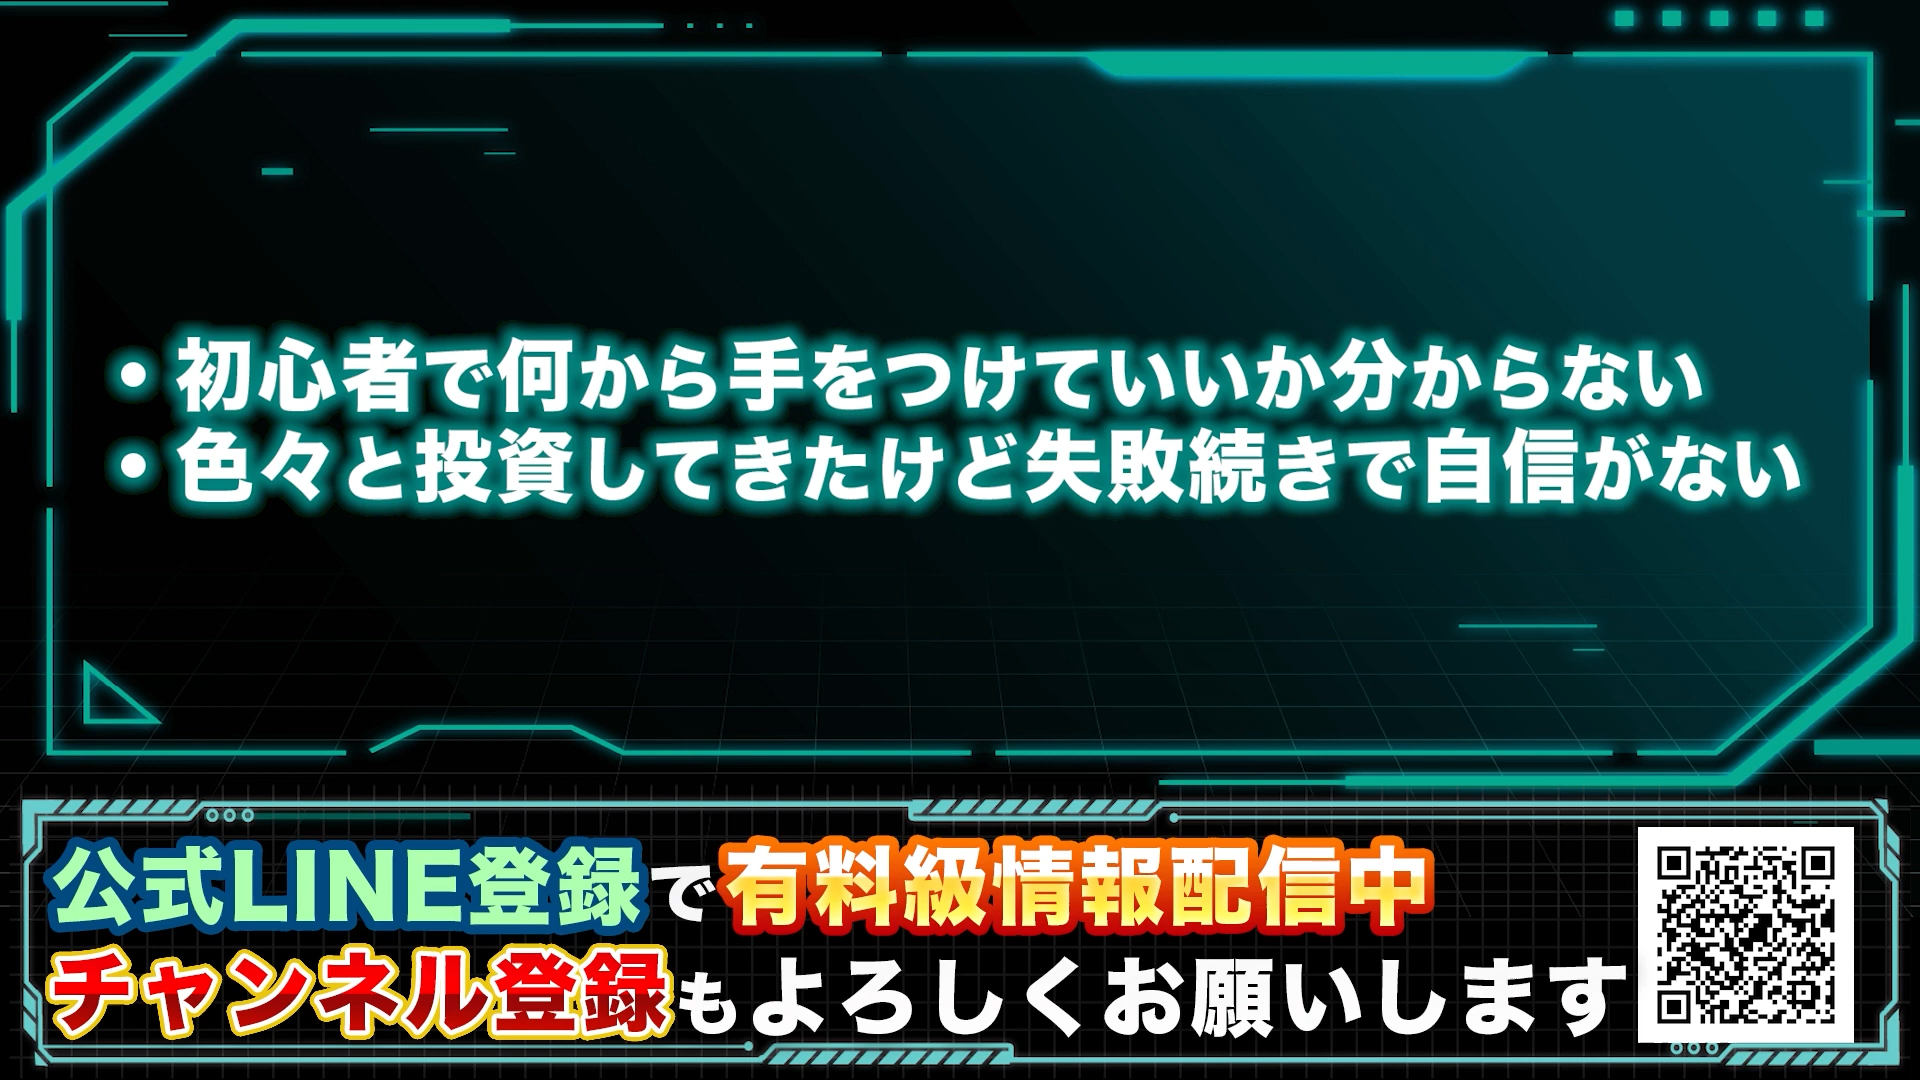 ・初心者で何から手をつけていいか分からない
・色々と投資してきたけど失敗続きで自信がない
公式LINE登録で有料級情報配信中
チャンネル登録もよろしくお願いします